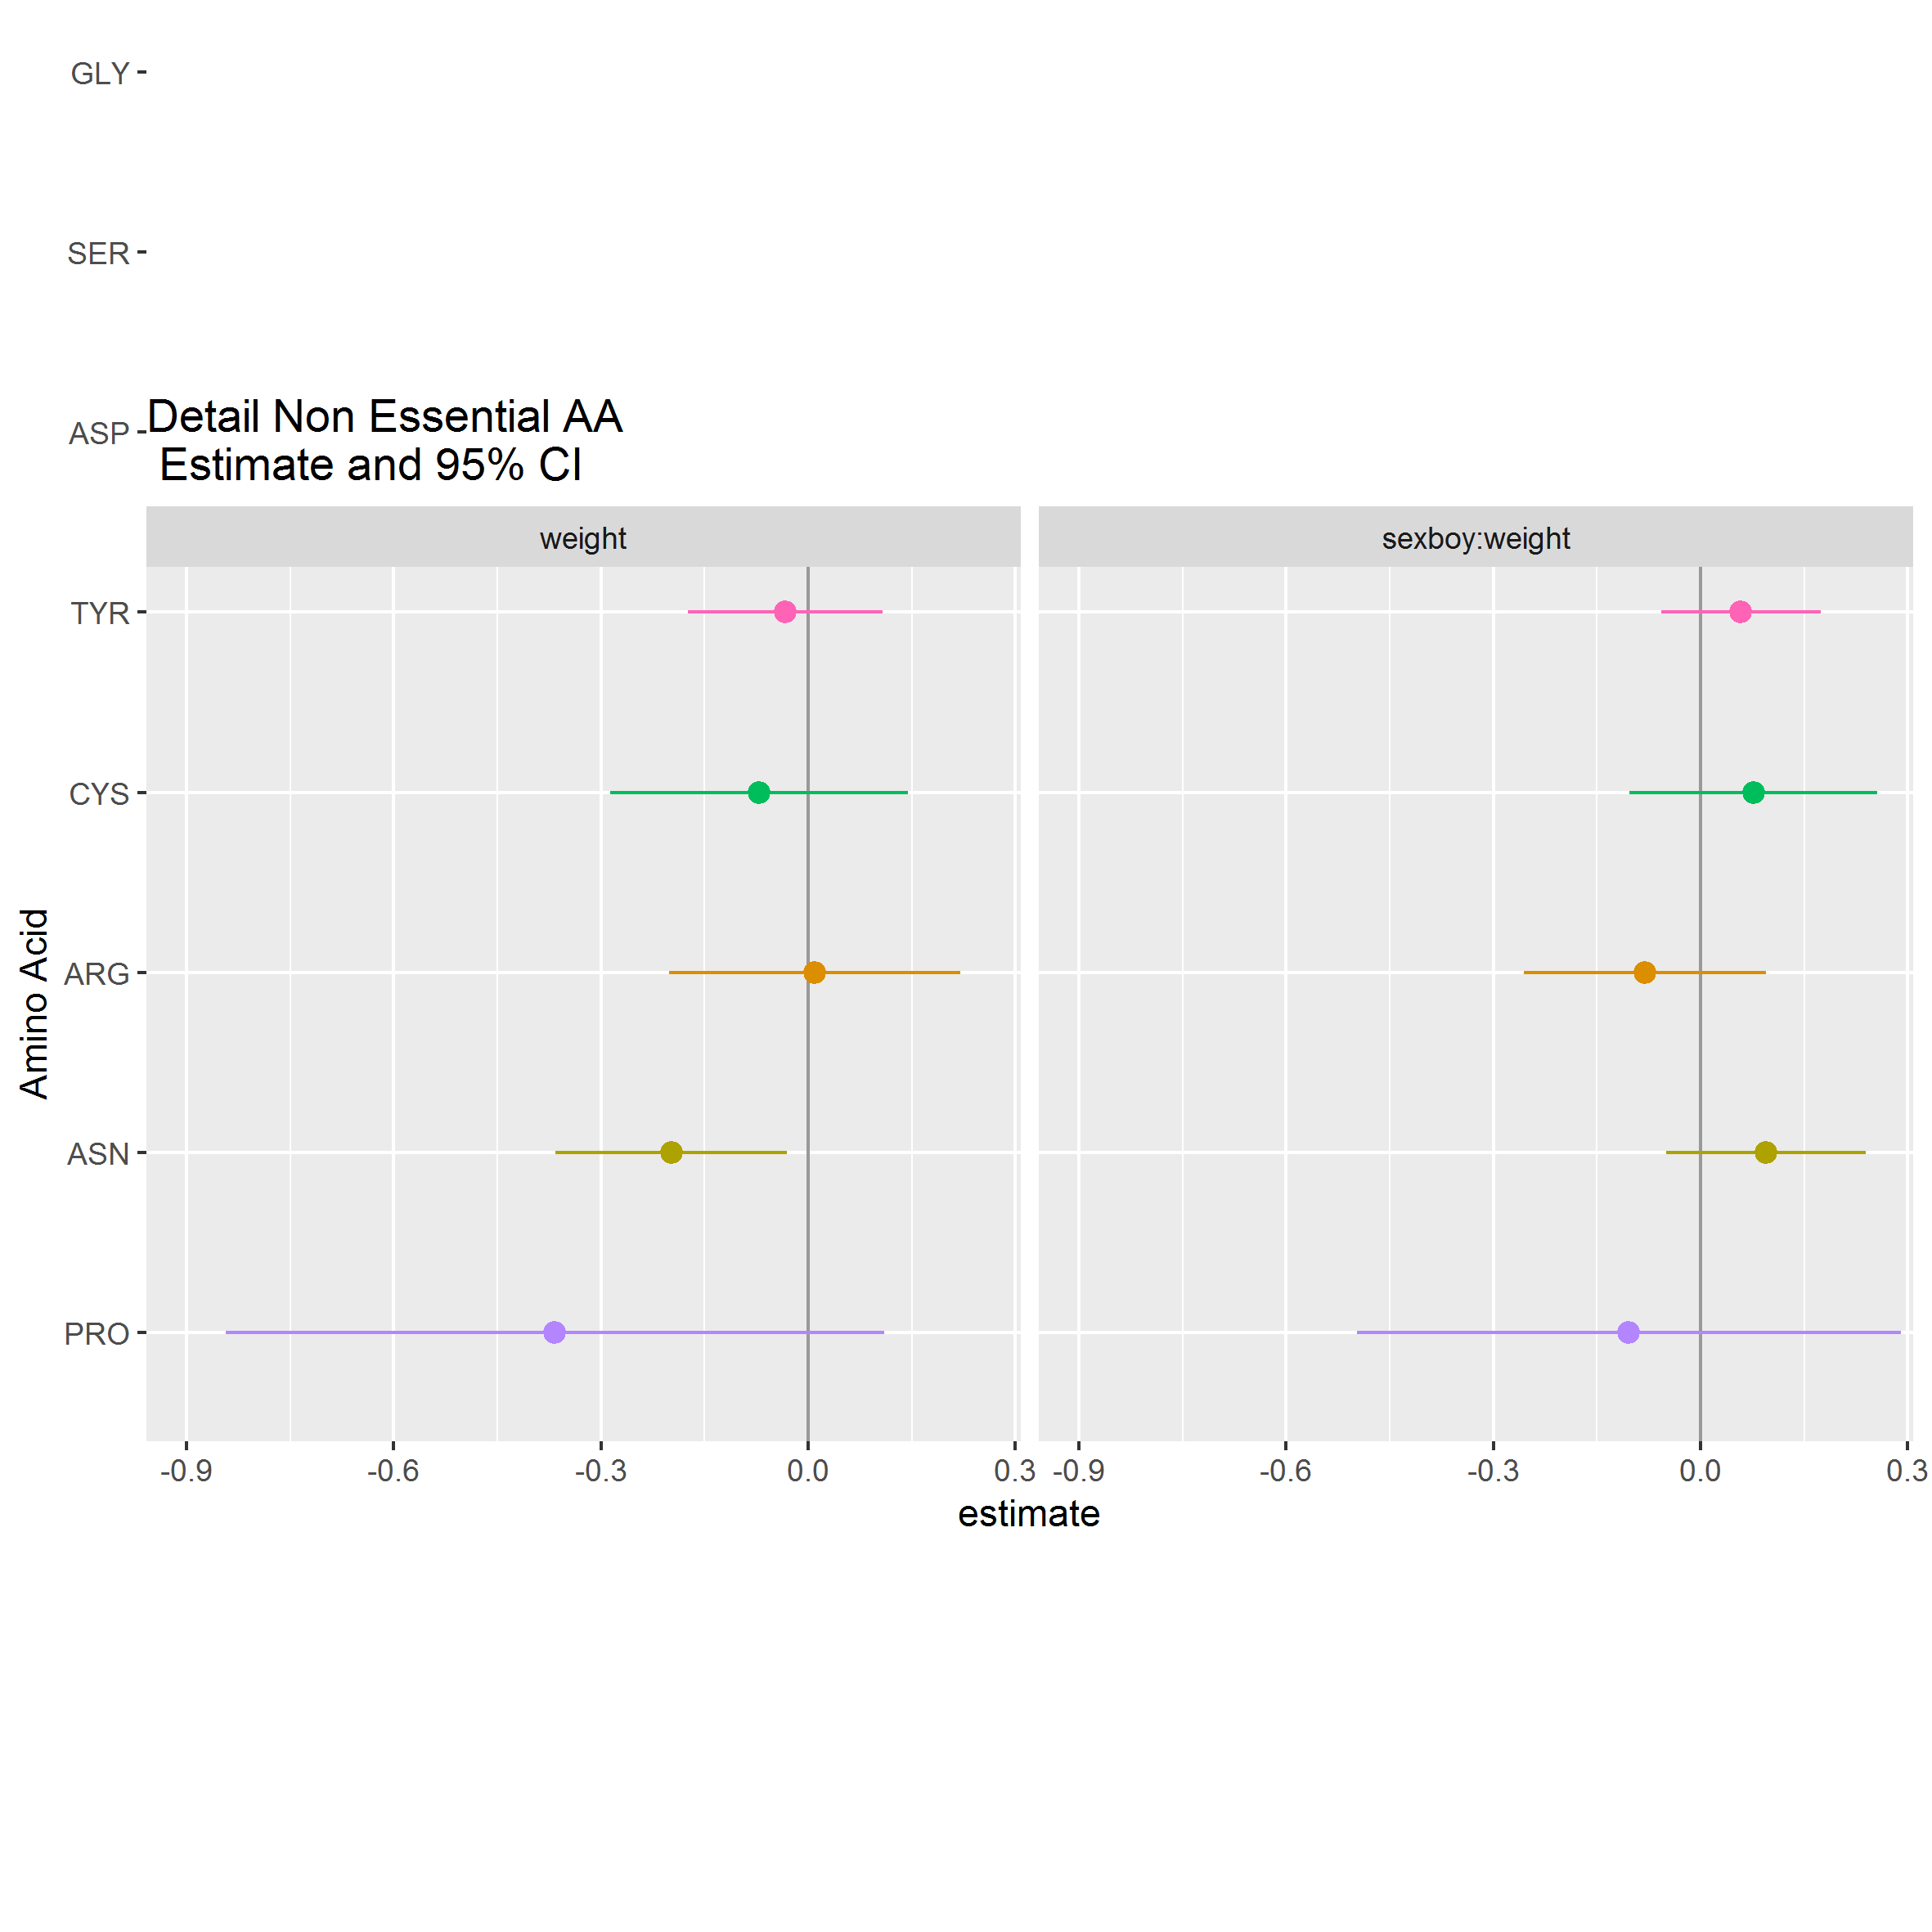 GLY
SER
ASP
Detail Non Essential AA
Estimate and 95% CI
weight
sexboy:weight
TYR
CYS
ARG
ASN
PRO
Amino Acid
-0.9 -0.6 -0.3 0.0 0.3 -0.9 -0.6 -0.3 0.0 0.3
estimate